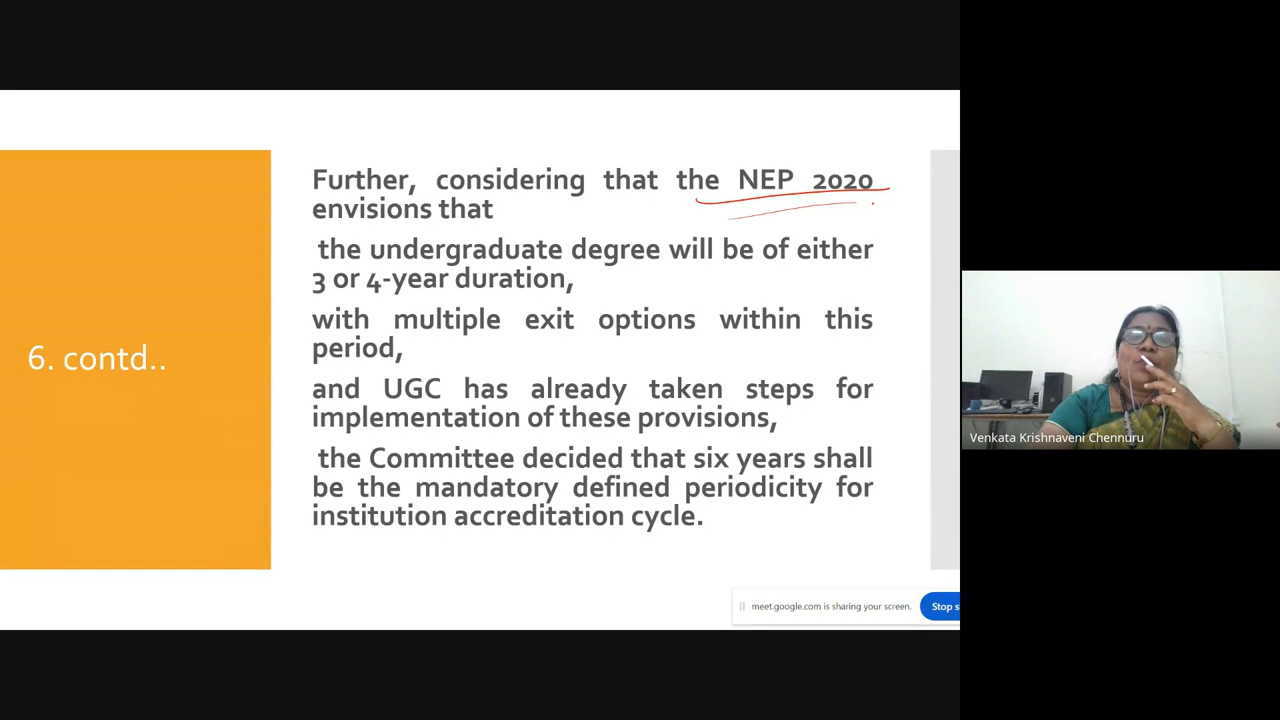 6. contd..
Further, considering that the NEP 2020
envisions that
the undergraduate degree will be of either
3 or 4-year duration,
with multiple exit options within this
period,
and UGC has already taken steps for
implementation of these provisions,
the Committee decided that six years shall
be the mandatory defined periodicity for
institution accreditation cycle.
meet.google.com is sharing your screen.
Stop s
Venkata Krishnaveni Chennuru